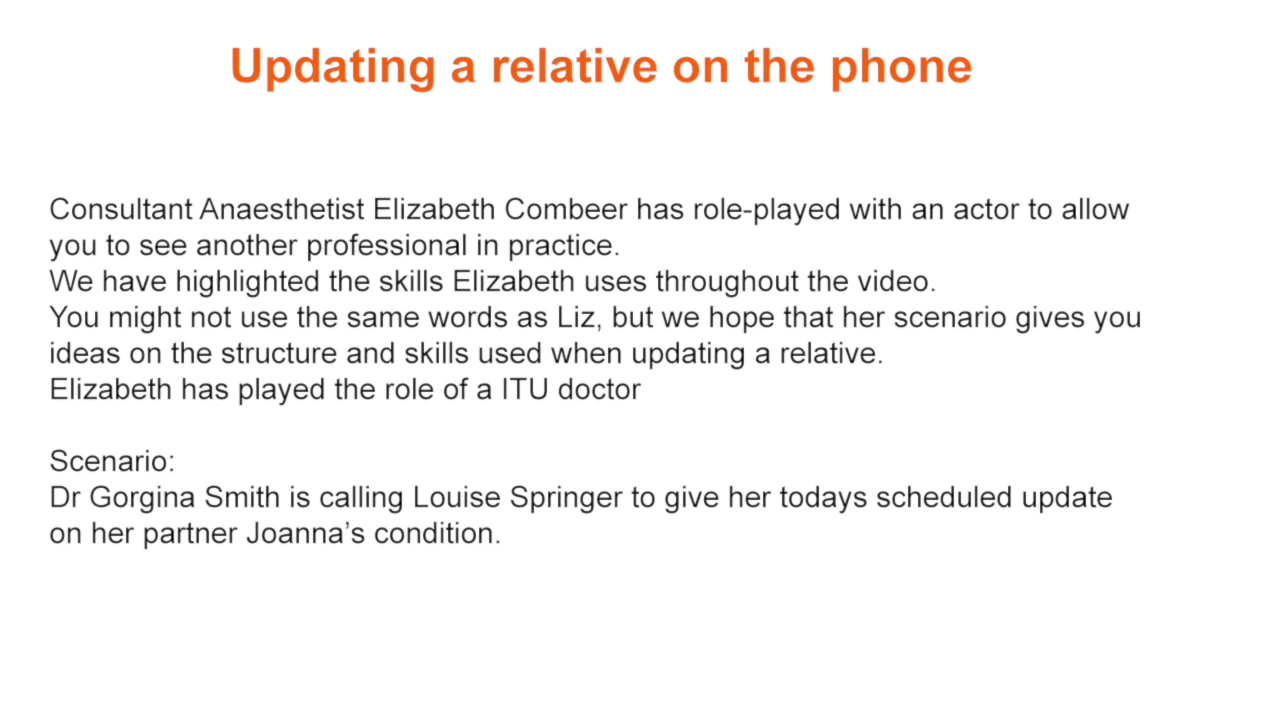 Updating a relative on the phone
Consultant Anaesthetist Elizabeth Combeer has role-played with an actor to allow
you to see another professional in practice.
We have highlighted the skills Elizabeth uses throughout the video.
You might not use the same words as Liz, but we hope that her scenario gives you
ideas on the structure and skills used when updating a relative.
Elizabeth has played the role of a ITU doctor
Scenario:
Dr Gorgina Smith is calling Louise Springer to give her todays scheduled update
on her partner Joanna’s condition.